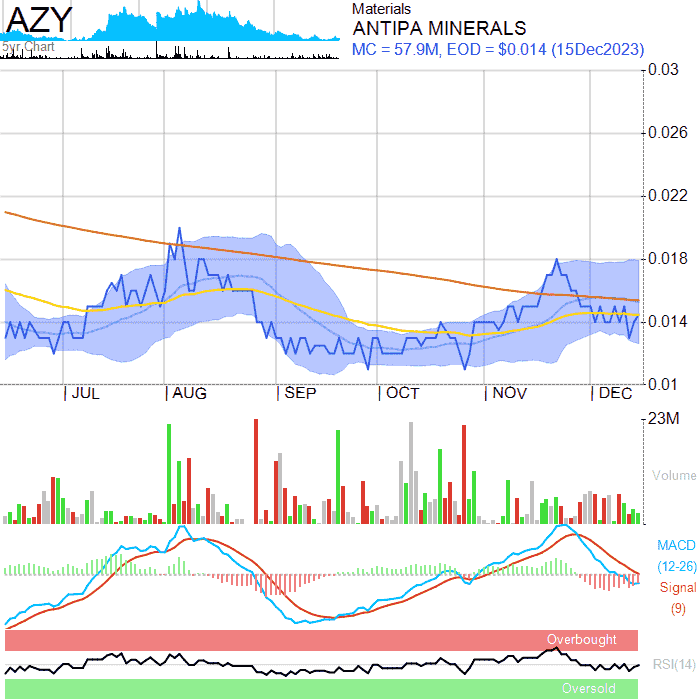 AZY
5yr Chart
Materials
ANTIPA MINERALS
MC = 57.9M, EOD = $0.014 (15Dec2023)
0.03
0.026
0.022
0.018
0.014
0.01
JUL AUG SEP OCT NOV DEC
23M
Volume
MACD
(12-26)
Signal
(9)
Overbought
RSI(14)
Oversold